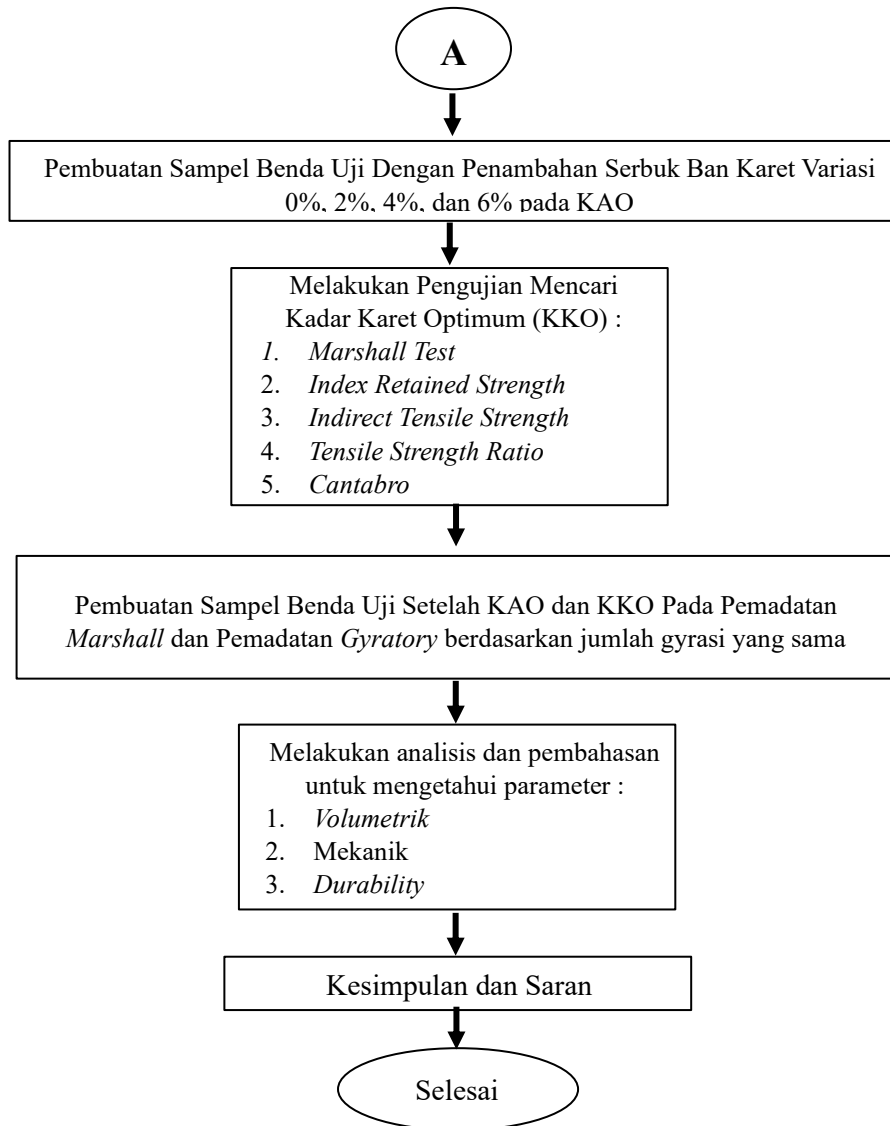 A
Pembuatan Sampel Benda Uji Dengan Penambahan Serbuk Ban Karet Variasi
0%, 2%, 4%, dan 6% pada KAO
Melakukan Pengujian Mencari
Kadar Karet Optimum (KKO) :
1. Marshall Test
2. Index Retained Strength
3. Indirect Tensile Strength
4. Tensile Strength Ratio
5. Cantabro
Pembuatan Sampel Benda Uji Setelah KAO dan KKO Pada Pemadatan
Marshall dan Pemadatan Gyratory berdasarkan jumlah gyrasi yang sama
Melakukan analisis dan pembahasan
untuk mengetahui parameter :
1. Volumetrik
2. Mekanik
3. Durability
Kesimpulan dan Saran
Selesai